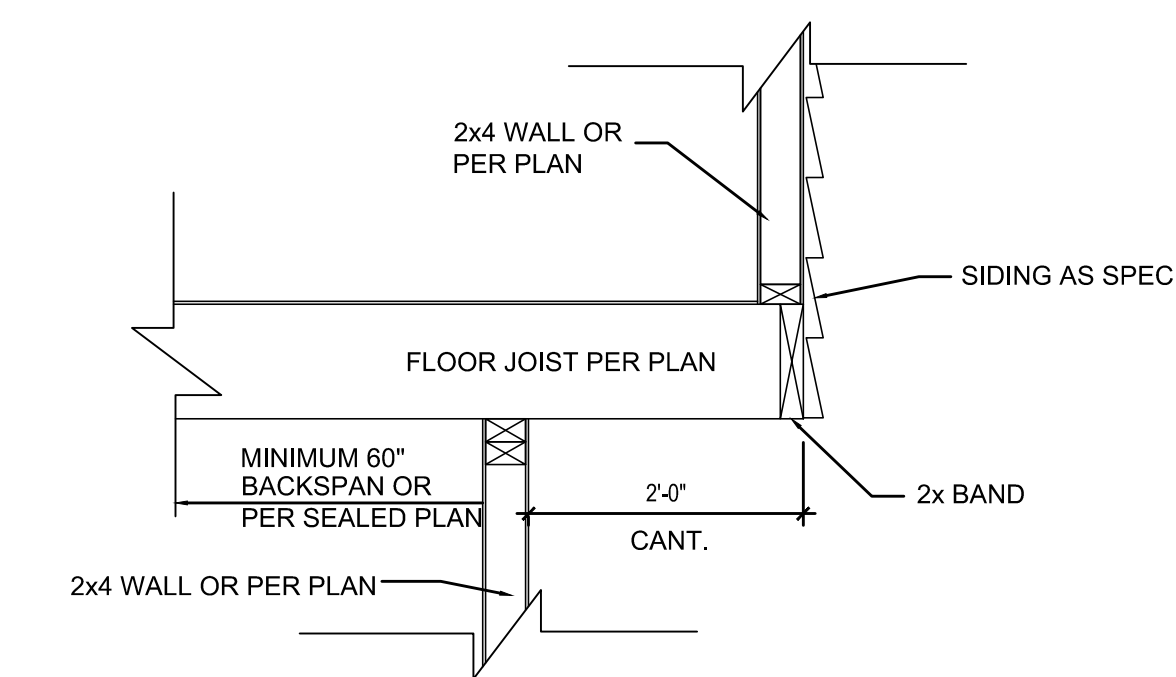 2x4 WALL OR
PER PLAN
SIDING AS SPEC
FLOOR JOIST PER PLAN
MINIMUM 60"
BACKSPAN OR
PER SEALED PLAN
2'-0"
CANT.
2x BAND
2x4 WALL OR PER PLAN